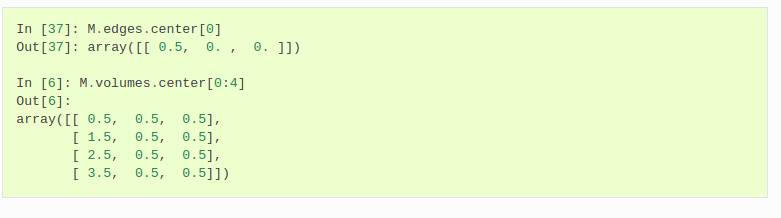 In [37]: M.edges.center[0]
Out[37]: array([[ 0.5,  0. ,  0. ]])
In [6]: M.volumes.center[0:4]
Out[6]:
array([[ 0.5,  0.5,  0.5],
       [ 1.5,  0.5,  0.5],
       [ 2.5,  0.5,  0.5],
       [ 3.5,  0.5,  0.5]])